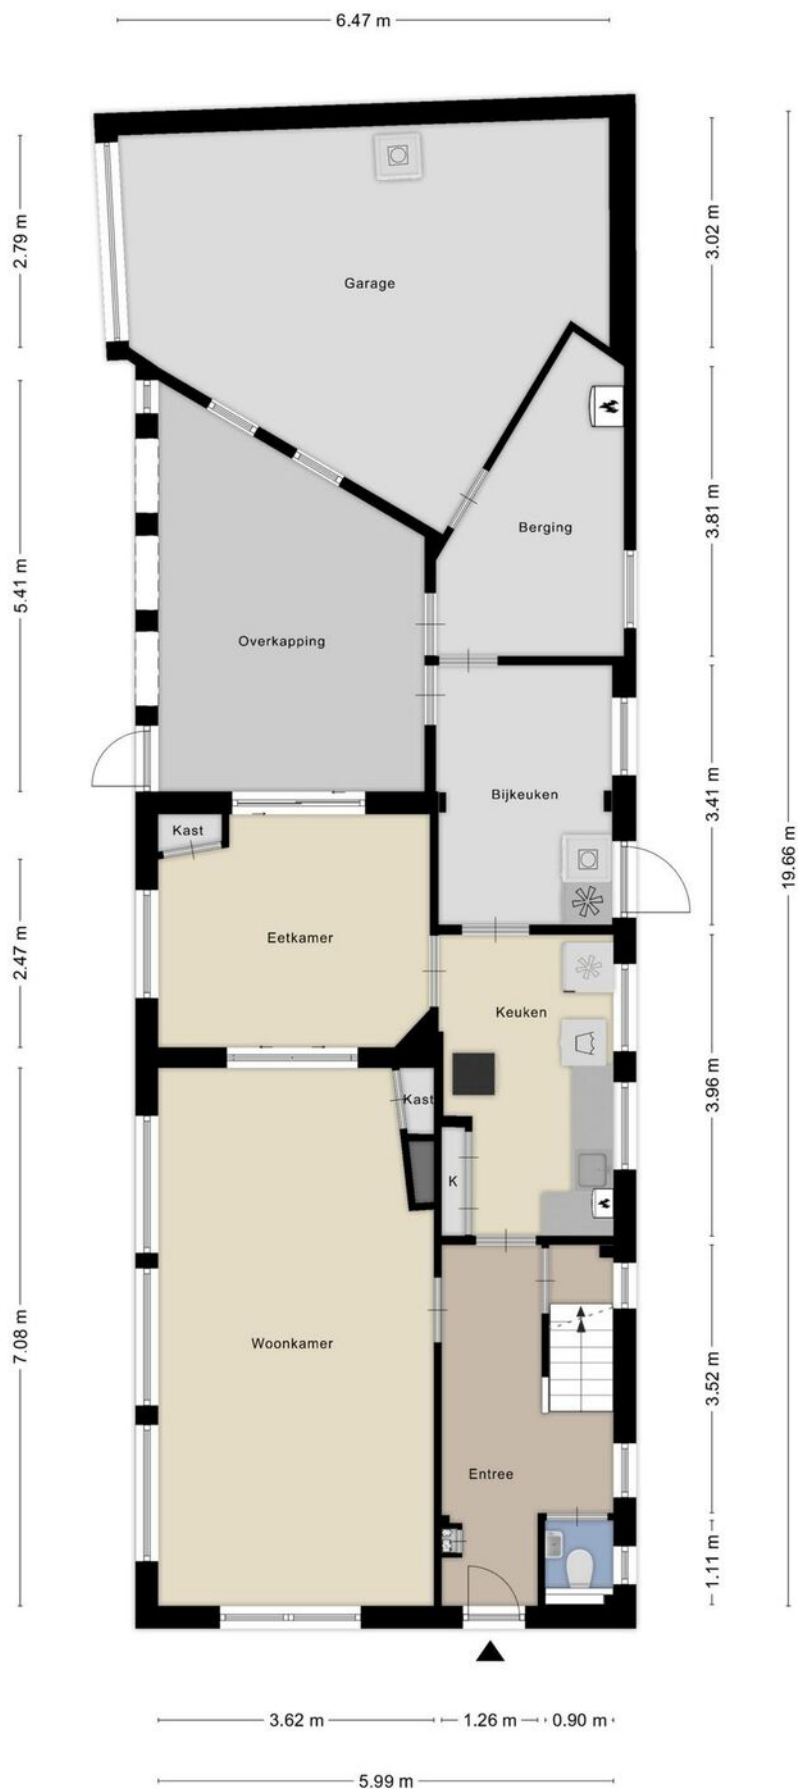 6.47 m
2.79 m
3.02 m
Garage
3.81 m
Berging
5.41 m
Overkapping
3.41 m
Bijkeuken
19.66 m
Kast
2.47 m
Eetkamer
Keuken
3.96 m
Kast
K
7.08 m
Woonkamer
3.52 m
Entree
1.11 m
3.62 m
1.26 m
0.90 m
5.99 m